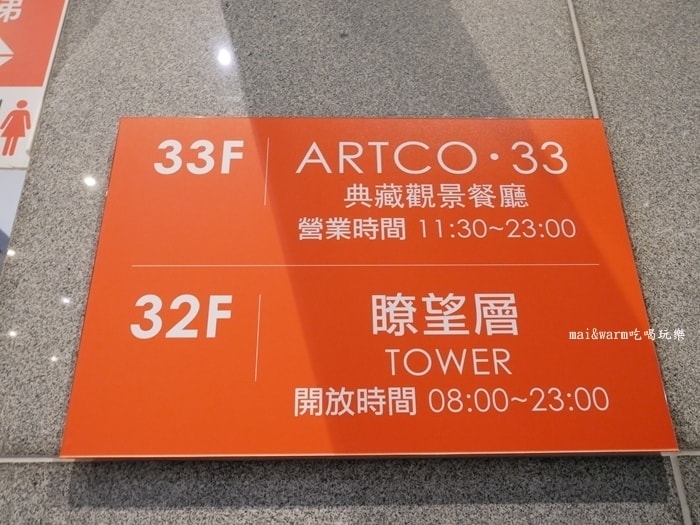 梯
33F
ARTCO·33
典藏觀景餐廳
營業時間 11:30~23:00
32F
瞭望層
TOWER
開放時間 08:00~23:00
mai&warm吃喝玩樂